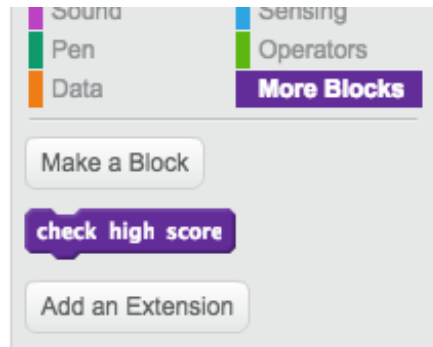 Sound Sensing
Pen Operators
Data More Blocks
Make a Block
check high score
Add an Extension